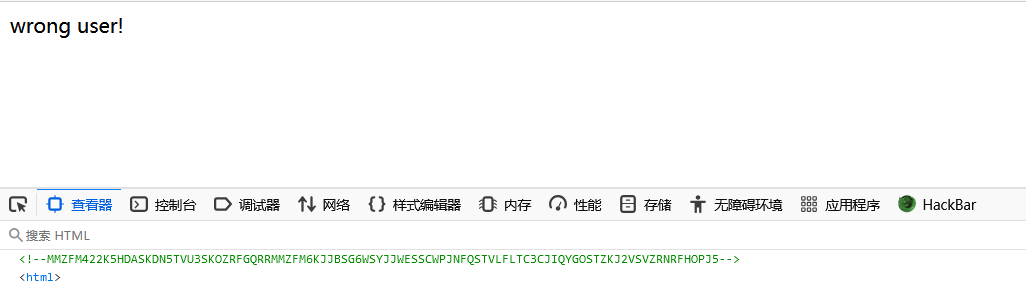 wrong user!
查看器 控制台 调试器 网络 样式编辑器 内存 性能 存储 无障碍环境 应用程序 HackBar
搜索 HTML
<!--MMZFM422K5HDASKDN5TVU3SKOZRFGQRRMMZFM6KJJBSG6WSYJJWESSCWPJNFQSTVLFLTC3CJIQYGOSTZKJ2VSVZRNRFHOPJ5-->
<html>